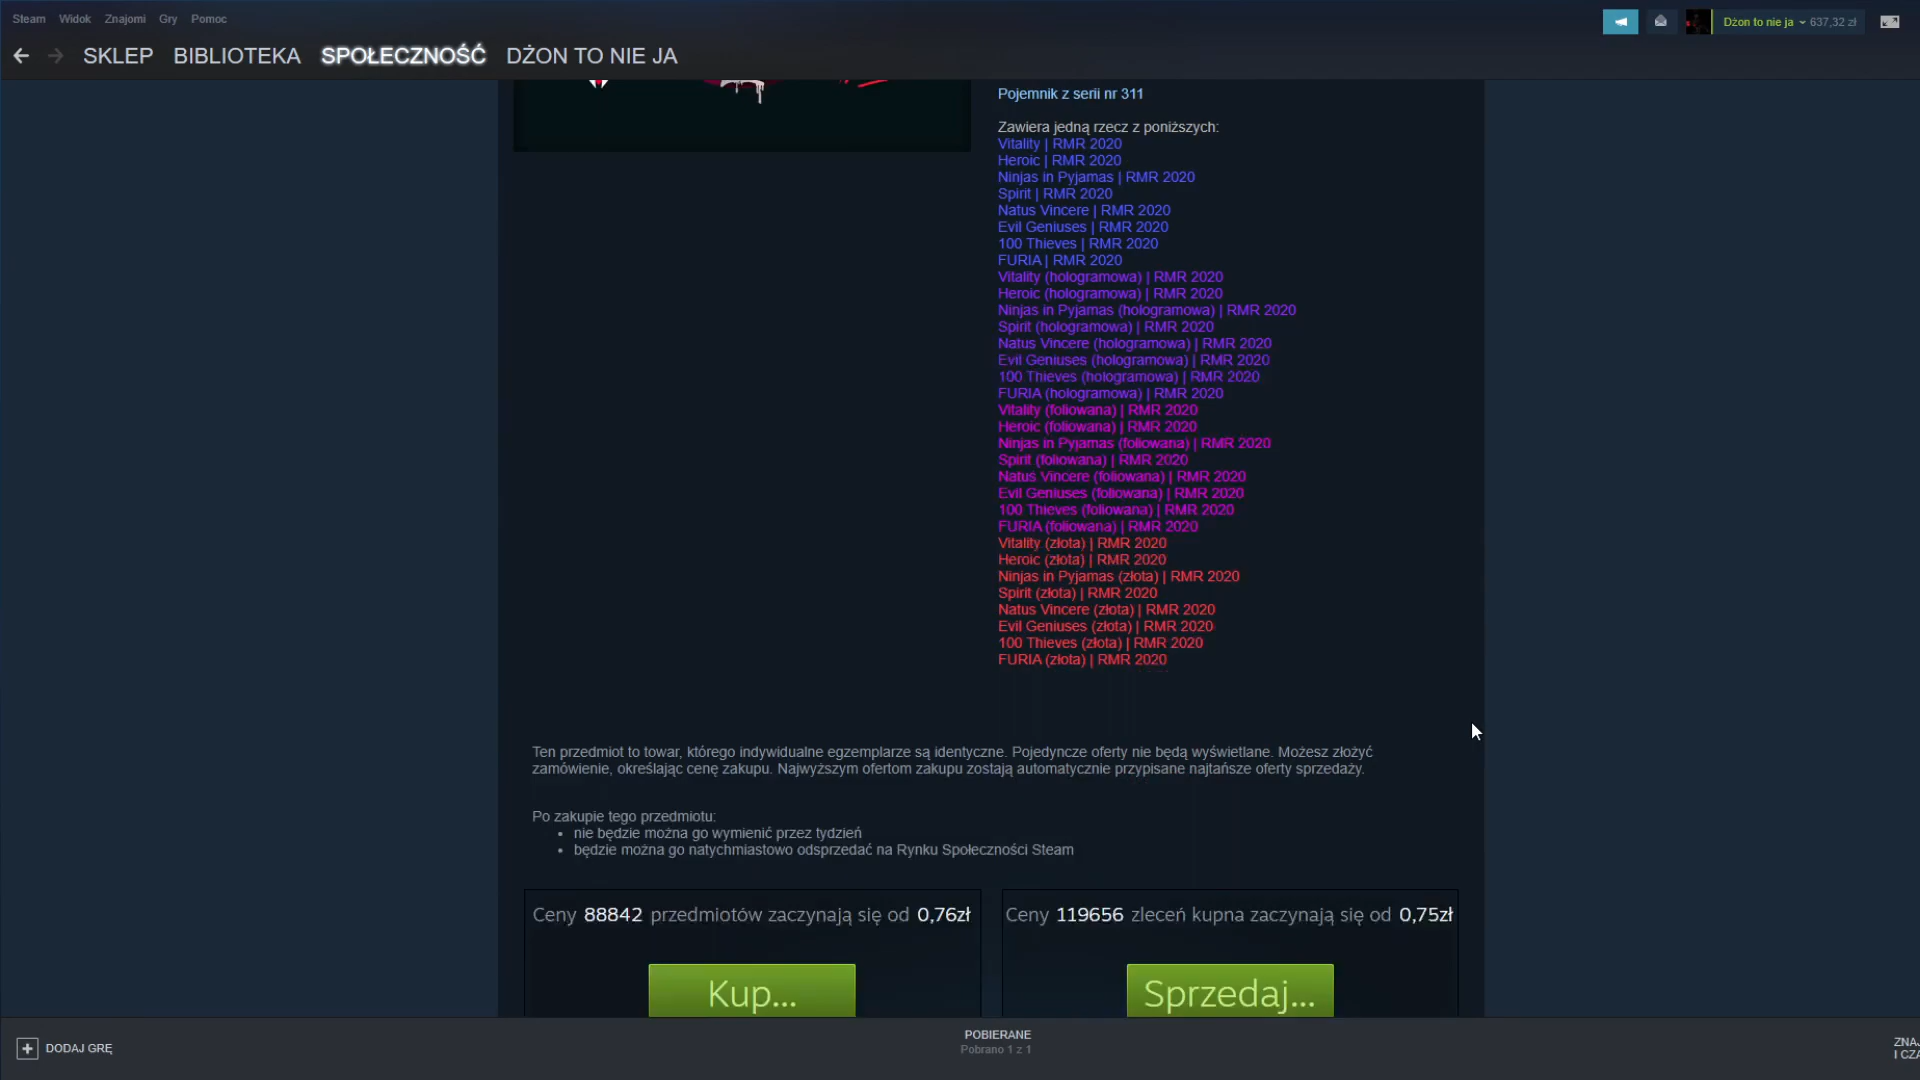 Steam Widok Znajomi Gry Pomoc
Dżon to nie ja 637,32 zł
SKLEP BIBLIOTEKA SPOŁECZNOŚĆ DŻON TO NIE JA
Pojemnik z serii nr 311
Zawiera jedną rzecz z poniższych:
Vitality | RMR 2020
Heroic | RMR 2020
Ninjas in Pyjamas | RMR 2020
Spirit | RMR 2020
Natus Vincere | RMR 2020
Evil Geniuses | RMR 2020
100 Thieves | RMR 2020
FURIA | RMR 2020
Vitality (hologramowa) | RMR 2020
Heroic (hologramowa) | RMR 2020
Ninjas in Pyjamas (hologramowa) | RMR 2020
Spirit (hologramowa) | RMR 2020
Natus Vincere (hologramowa) | RMR 2020
Evil Geniuses (hologramowa) | RMR 2020
100 Thieves (hologramowa) | RMR 2020
FURIA (hologramowa) | RMR 2020
Vitality (foliowana) | RMR 2020
Heroic (foliowana) | RMR 2020
Ninjas in Pyjamas (foliowana) | RMR 2020
Spirit (foliowana) | RMR 2020
Natus Vincere (foliowana) | RMR 2020
Evil Geniuses (foliowana) | RMR 2020
100 Thieves (foliowana) | RMR 2020
FURIA (foliowana) | RMR 2020
Vitality (złota) | RMR 2020
Heroic (złota) | RMR 2020
Ninjas in Pyjamas (złota) | RMR 2020
Spirit (złota) | RMR 2020
Natus Vincere (złota) | RMR 2020
Evil Geniuses (złota) | RMR 2020
100 Thieves (złota) | RMR 2020
FURIA (złota) | RMR 2020
Ten przedmiot to towar, którego indywidualne egzemplarze są identyczne. Pojedyncze oferty nie będą wyświetlane. Możesz złożyć
zamówienie, określając cenę zakupu. Najwyższym ofertom zakupu zostają automatycznie przypisane najtańsze oferty sprzedaży.
Po zakupie tego przedmiotu:
• nie będzie można go wymienić przez tydzień
• będzie można go natychmiastowo odsprzedać na Rynku Społeczności Steam
Ceny 88842 przedmiotów zaczynają się od 0,76zł
Kup...
Ceny 119656 zleceń kupna zaczynają się od 0,75zł
Sprzedaj...
DODAJ GRĘ
POBIERANE
Pobrano 1 z 1
ZNAJ
I CZA